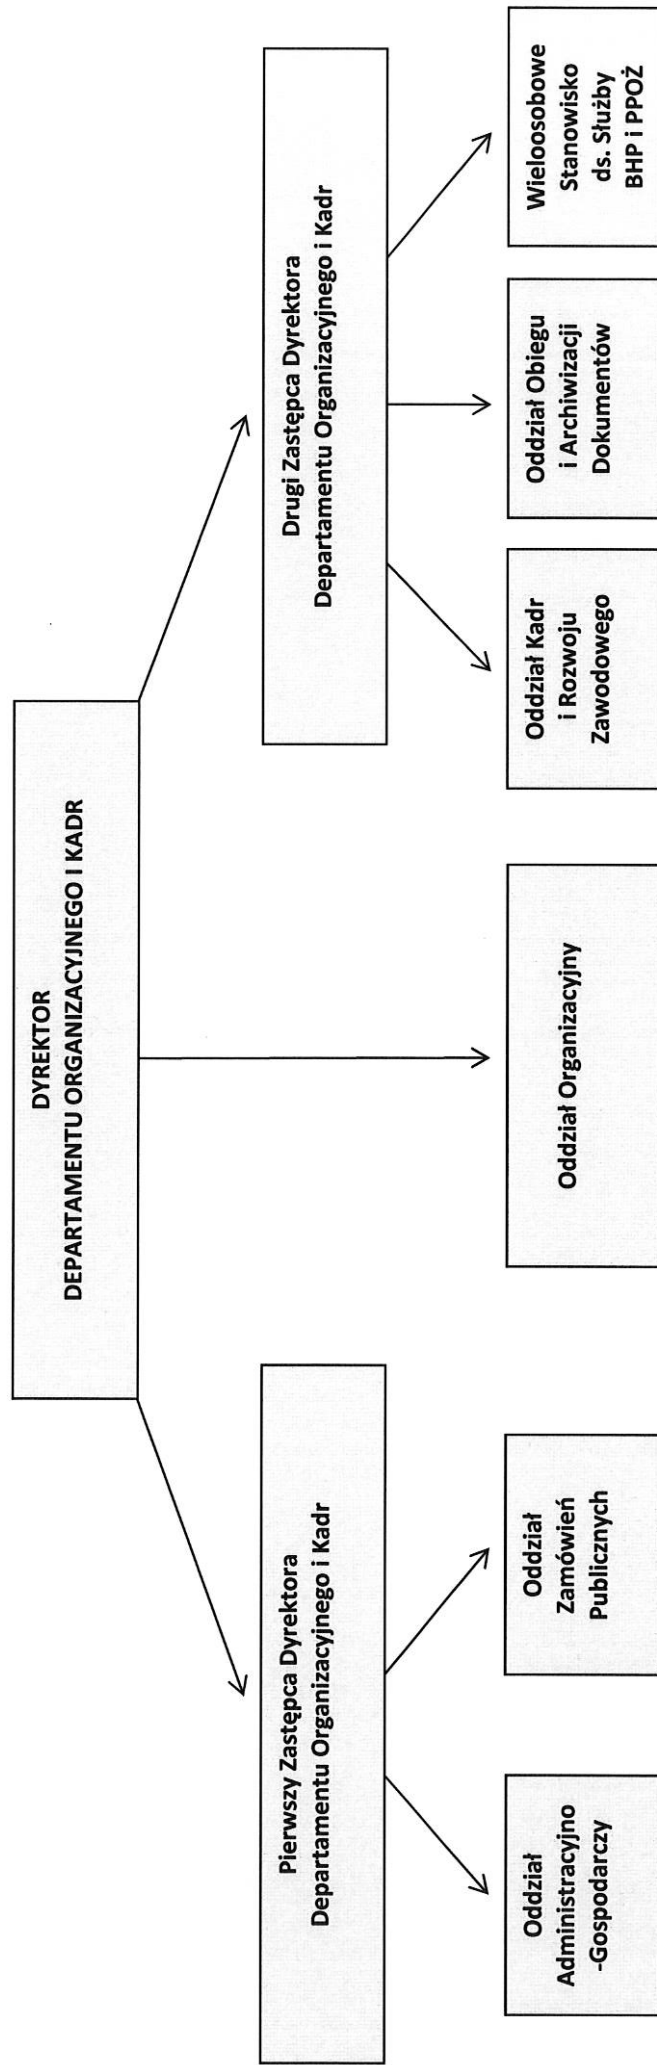 DYREKTOR
DEPARTAMENTU ORGANIZACYJNEGO I KADR
Pierwszy Zastępca Dyrektora
Departamentu Organizacyjnego i Kadr
Drugi Zastępca Dyrektora
Departamentu Organizacyjnego i Kadr
Oddział
Administracyjno
-Gospodarczy
Oddział
Zamówień
Publicznych
Oddział Organizacyjny
Oddział Kadr
i Rozwoju
Zawodowego
Oddział Obiegu
i Archiwizacji
Dokumentów
Wieloosobowe
Stanowisko
ds. Służby
BHP i PPOŻ